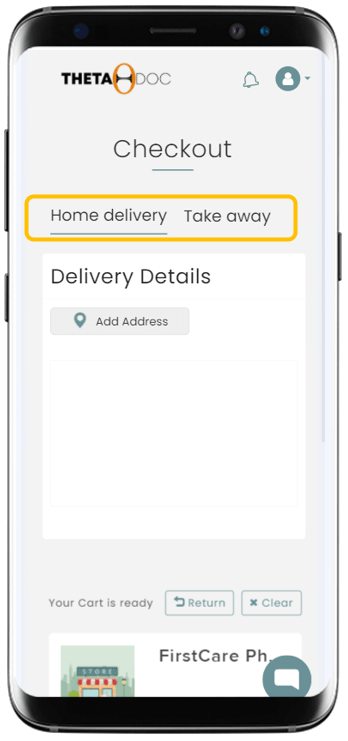 THETA DOC
Checkout
Home delivery Take away
Delivery Details
Add Address
Your Cart is ready Return Clear
STORE
FirstCare Ph.